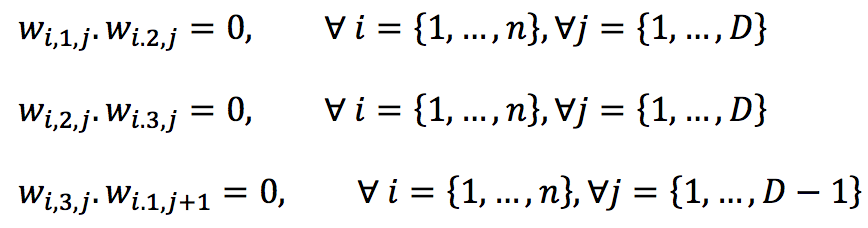 w_{i,1,j}.w_{i.2,j} = 0, ∀ i = {1, …, n}, ∀j = {1, …, D}
w_{i,2,j}.w_{i.3,j} = 0, ∀ i = {1, …, n}, ∀j = {1, …, D}
w_{i,3,j}.w_{i.1,j+1} = 0, ∀ i = {1, …, n}, ∀j = {1, …, D − 1}